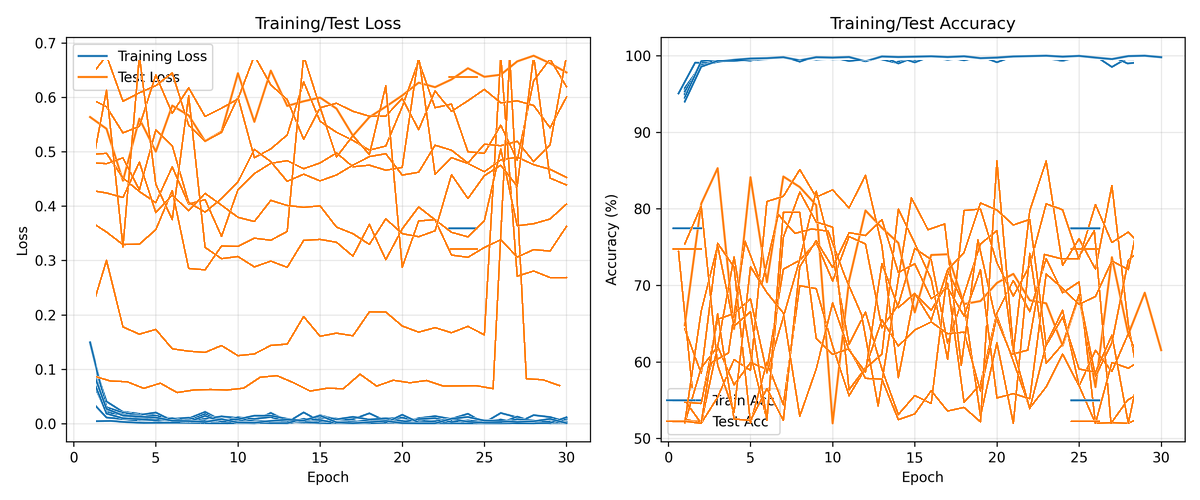 Training/Test Loss
0.7
0.6
0.5
0.4
0.3
0.2
0.1
0.0
Loss
Training Loss
Test Loss
0
5
10
15
20
25
30
Epoch
Training/Test Accuracy
100
90
80
70
60
50
Accuracy (%)
Train Acc
Test Acc
0
5
10
15
20
25
30
Epoch